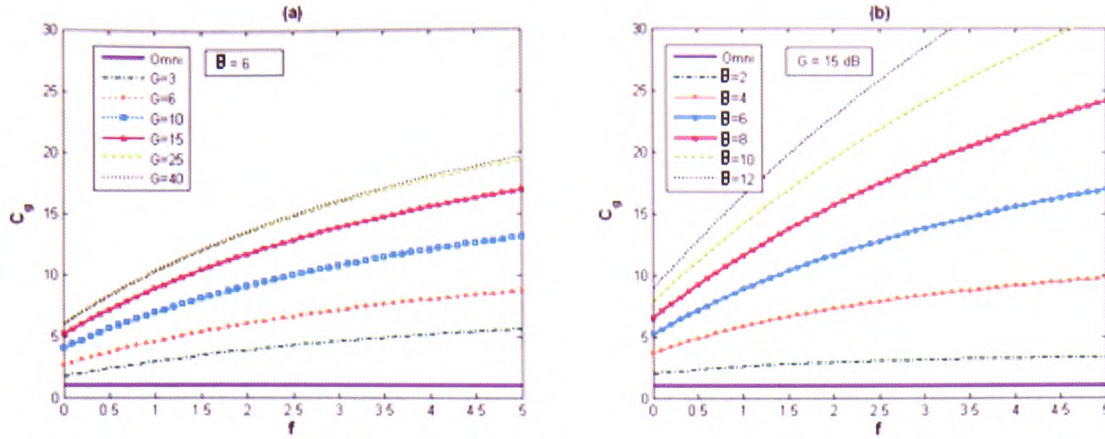 (a)
30
25
20
15
10
5
0
C_g
Omni
G=3
G=6
G=10
G=15
G=25
G=40
B = 6
0 0.5 1 1.5 2 2.5 3 3.5 4 4.5 5
f
(b)
30
25
20
15
10
5
0
C_g
Omni
B=2
B=4
B=6
B=8
B=10
B=12
G = 15 dB
0 0.5 1 1.5 2 2.5 3 3.5 4 4.5 5
f